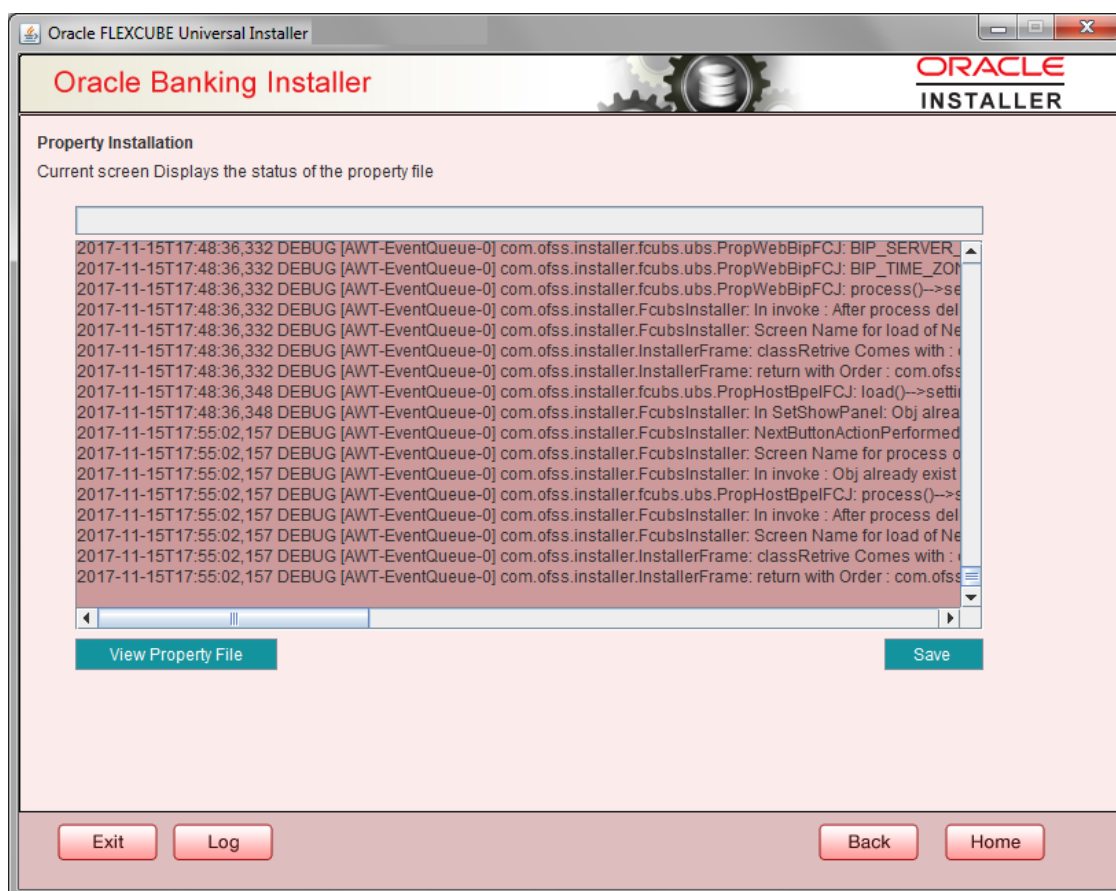 Oracle FLEXCUBE Universal Installer
Oracle Banking Installer
ORACLE
INSTALLER
Property Installation
Current screen Displays the status of the property file
2017-11-15T17:48:36,332 DEBUG [AWT-EventQueue-0] com.ofss.installer.fcubs.ubs.PropWebBipFCJ: BIP_SERVER_
2017-11-15T17:48:36,332 DEBUG [AWT-EventQueue-0] com.ofss.installer.fcubs.ubs.PropWebBipFCJ: BIP_TIME_ZON
2017-11-15T17:48:36,332 DEBUG [AWT-EventQueue-0] com.ofss.installer.fcubs.ubs.PropWebBipFCJ: process()-->se
2017-11-15T17:48:36,332 DEBUG [AWT-EventQueue-0] com.ofss.installer.FcubsInstaller: In invoke : After process del
2017-11-15T17:48:36,332 DEBUG [AWT-EventQueue-0] com.ofss.installer.FcubsInstaller: Screen Name for load of Ne
2017-11-15T17:48:36,332 DEBUG [AWT-EventQueue-0] com.ofss.installer.InstallerFrame: classRetrive Comes with :
2017-11-15T17:48:36,332 DEBUG [AWT-EventQueue-0] com.ofss.installer.InstallerFrame: return with Order : com.ofss
2017-11-15T17:48:36,348 DEBUG [AWT-EventQueue-0] com.ofss.installer.fcubs.ubs.PropHostBpelFCJ: load()-->settin
2017-11-15T17:48:36,348 DEBUG [AWT-EventQueue-0] com.ofss.installer.FcubsInstaller: In SetShowPanel: Obj alrea
2017-11-15T17:55:02,157 DEBUG [AWT-EventQueue-0] com.ofss.installer.FcubsInstaller: NextButtonActionPerformed
2017-11-15T17:55:02,157 DEBUG [AWT-EventQueue-0] com.ofss.installer.FcubsInstaller: Screen Name for process o
2017-11-15T17:55:02,157 DEBUG [AWT-EventQueue-0] com.ofss.installer.FcubsInstaller: In invoke : Obj already exist
2017-11-15T17:55:02,157 DEBUG [AWT-EventQueue-0] com.ofss.installer.fcubs.ubs.PropHostBpelFCJ: process()-->s
2017-11-15T17:55:02,157 DEBUG [AWT-EventQueue-0] com.ofss.installer.FcubsInstaller: In invoke : After process del
2017-11-15T17:55:02,157 DEBUG [AWT-EventQueue-0] com.ofss.installer.FcubsInstaller: Screen Name for load of Ne
2017-11-15T17:55:02,157 DEBUG [AWT-EventQueue-0] com.ofss.installer.InstallerFrame: classRetrive Comes with :
2017-11-15T17:55:02,157 DEBUG [AWT-EventQueue-0] com.ofss.installer.InstallerFrame: return with Order : com.ofss
View Property File
Save
Exit
Log
Back
Home